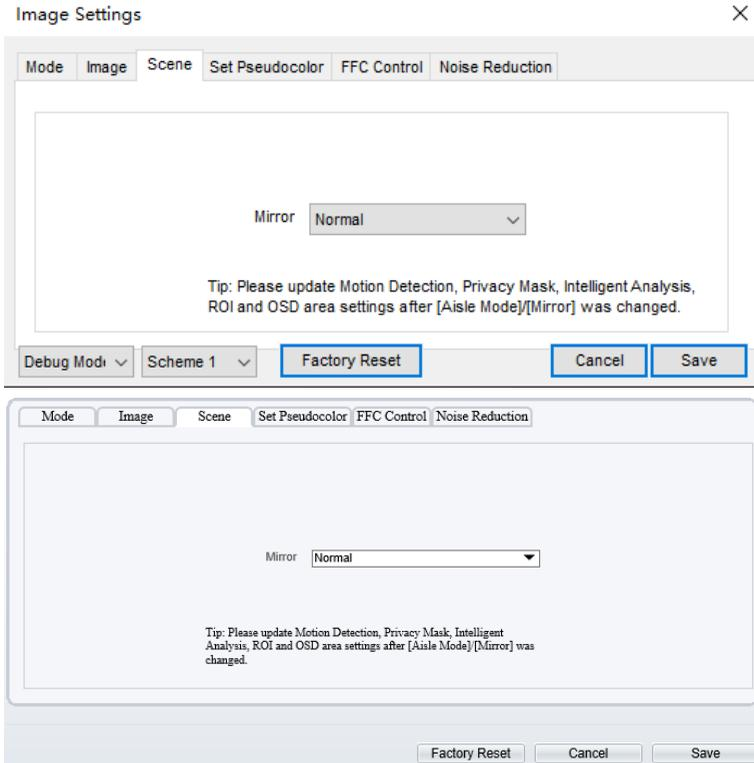 Image Settings
Mode Image Scene Set Pseudocolor FFC Control Noise Reduction
Mirror Normal
Tip: Please update Motion Detection, Privacy Mask, Intelligent Analysis,
ROI and OSD area settings after [Aisle Mode]/[Mirror] was changed.
Debug Mode Scheme 1 Factory Reset Cancel Save
Mode Image Scene Set Pseudocolor FFC Control Noise Reduction
Mirror Normal
Tip: Please update Motion Detection, Privacy Mask, Intelligent
Analysis, ROI and OSD area settings after [Aisle Mode]/[Mirror] was
changed.
Factory Reset Cancel Save